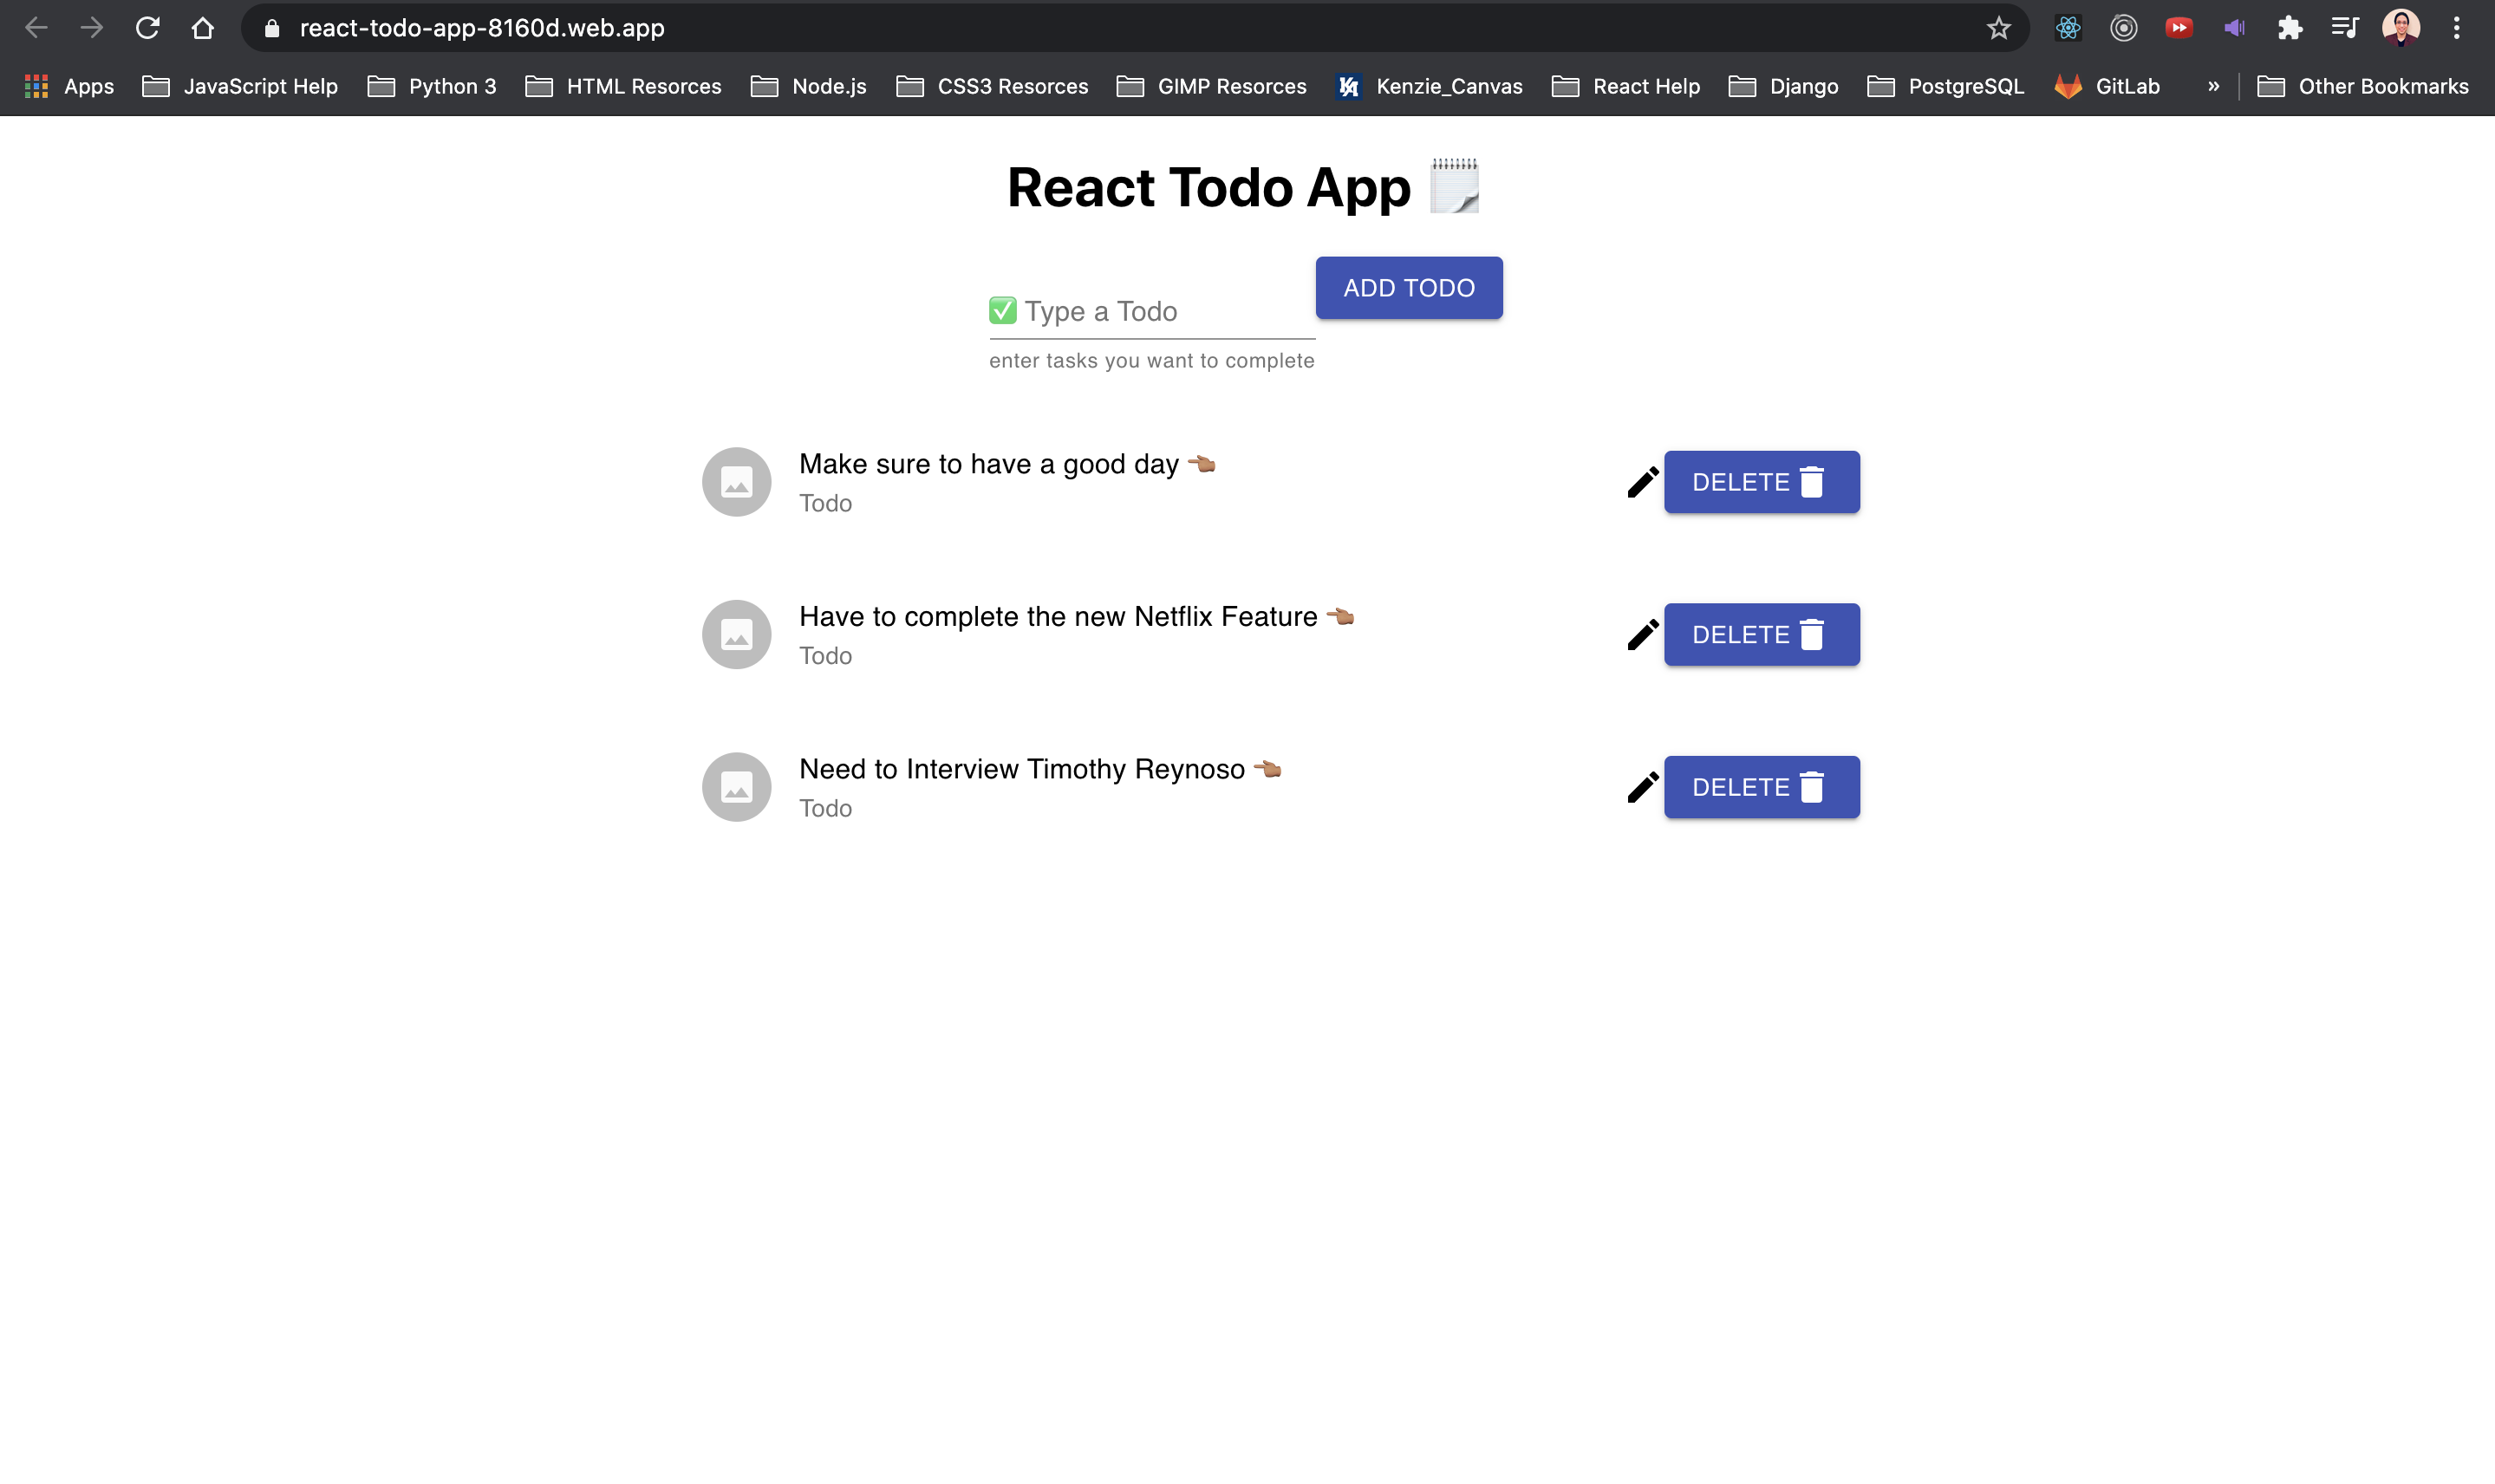 react-todo-app-8160d.web.app
Apps JavaScript Help Python 3 HTML Resorces Node.js CSS3 Resorces GIMP Resorces Kenzie_Canvas React Help Django PostgreSQL GitLab » Other Bookmarks
React Todo App 🗒️
ADD TODO
✅ Type a Todo
enter tasks you want to complete
Make sure to have a good day 👈🏽
Todo
DELETE
Have to complete the new Netflix Feature 👈🏽
Todo
DELETE
Need to Interview Timothy Reynoso 👈🏽
Todo
DELETE